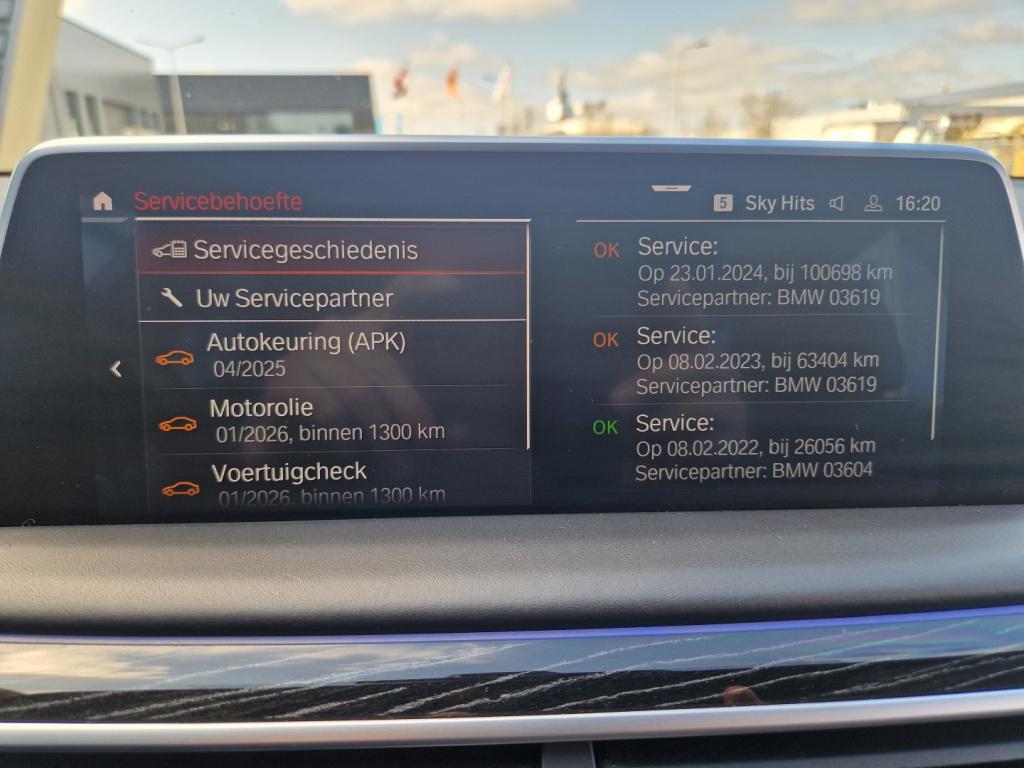 Servicebehoefte
5 Sky Hits 16:20
Servicegeschiedenis
Uw Servicepartner
Autokeuring (APK)
04/2025
Motorolie
01/2026, binnen 1300 km
Voertuigcheck
01/2026, binnen 1300 km
OK Service:
Op 23.01.2024, bij 100698 km
Servicepartner: BMW 03619
OK Service:
Op 08.02.2023, bij 63404 km
Servicepartner: BMW 03619
OK Service:
Op 08.02.2022, bij 26056 km
Servicepartner: BMW 03604